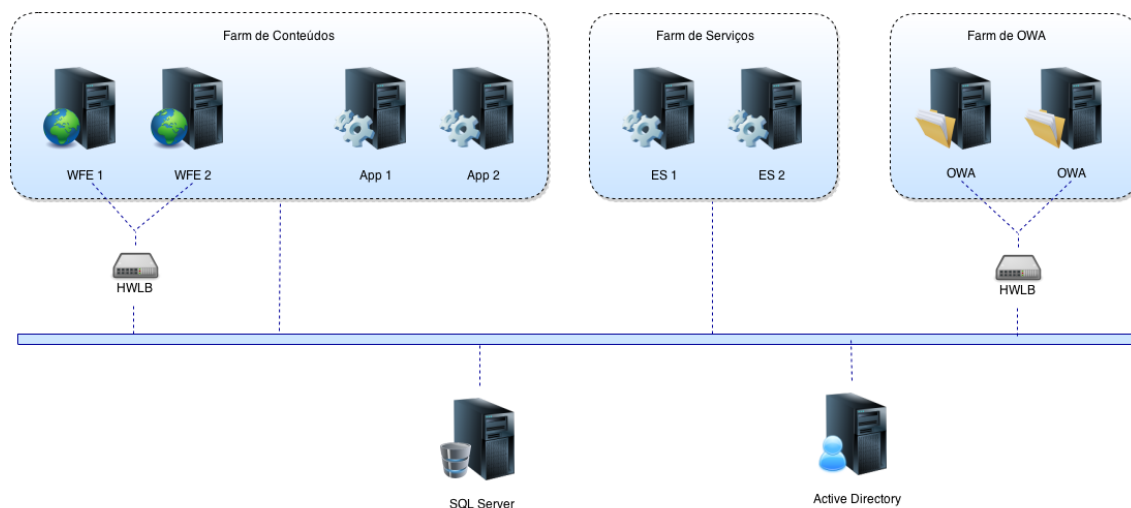 Farm de Conteúdos
Farm de Serviços
Farm de OWA
WFE 1
WFE 2
App 1
App 2
ES 1
ES 2
OWA
OWA
HWLB
HWLB
SQL Server
Active Directory